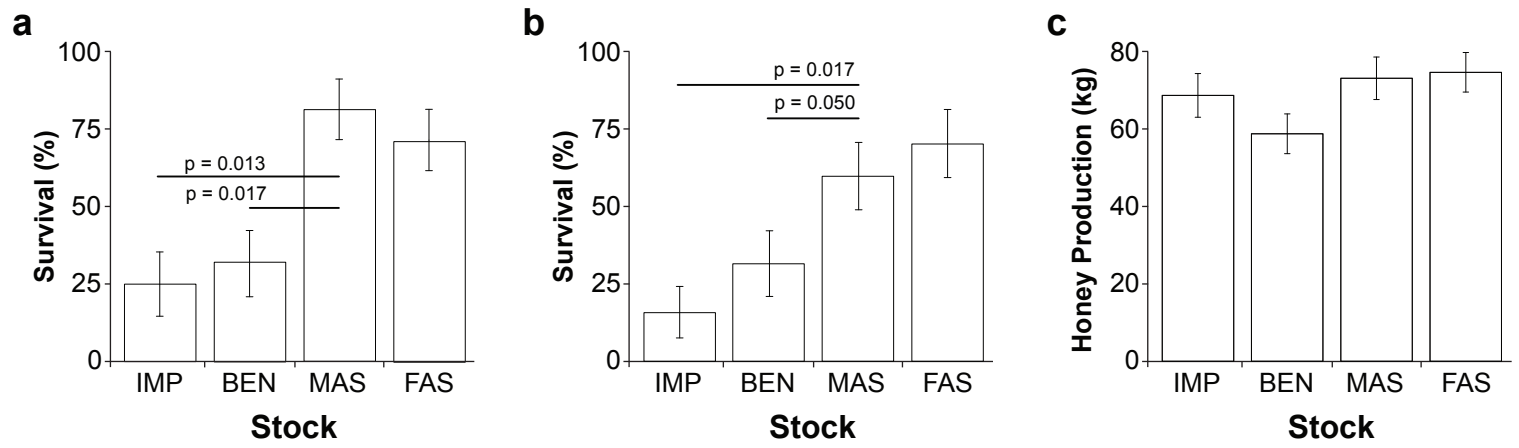 a
100
75
50
25
0
Survival (%)
p = 0.013
p = 0.017
IMP BEN MAS FAS
Stock
b
100
75
50
25
0
Survival (%)
p = 0.017
p = 0.050
IMP BEN MAS FAS
Stock
c
80
60
40
20
0
Honey Production (kg)
IMP BEN MAS FAS
Stock